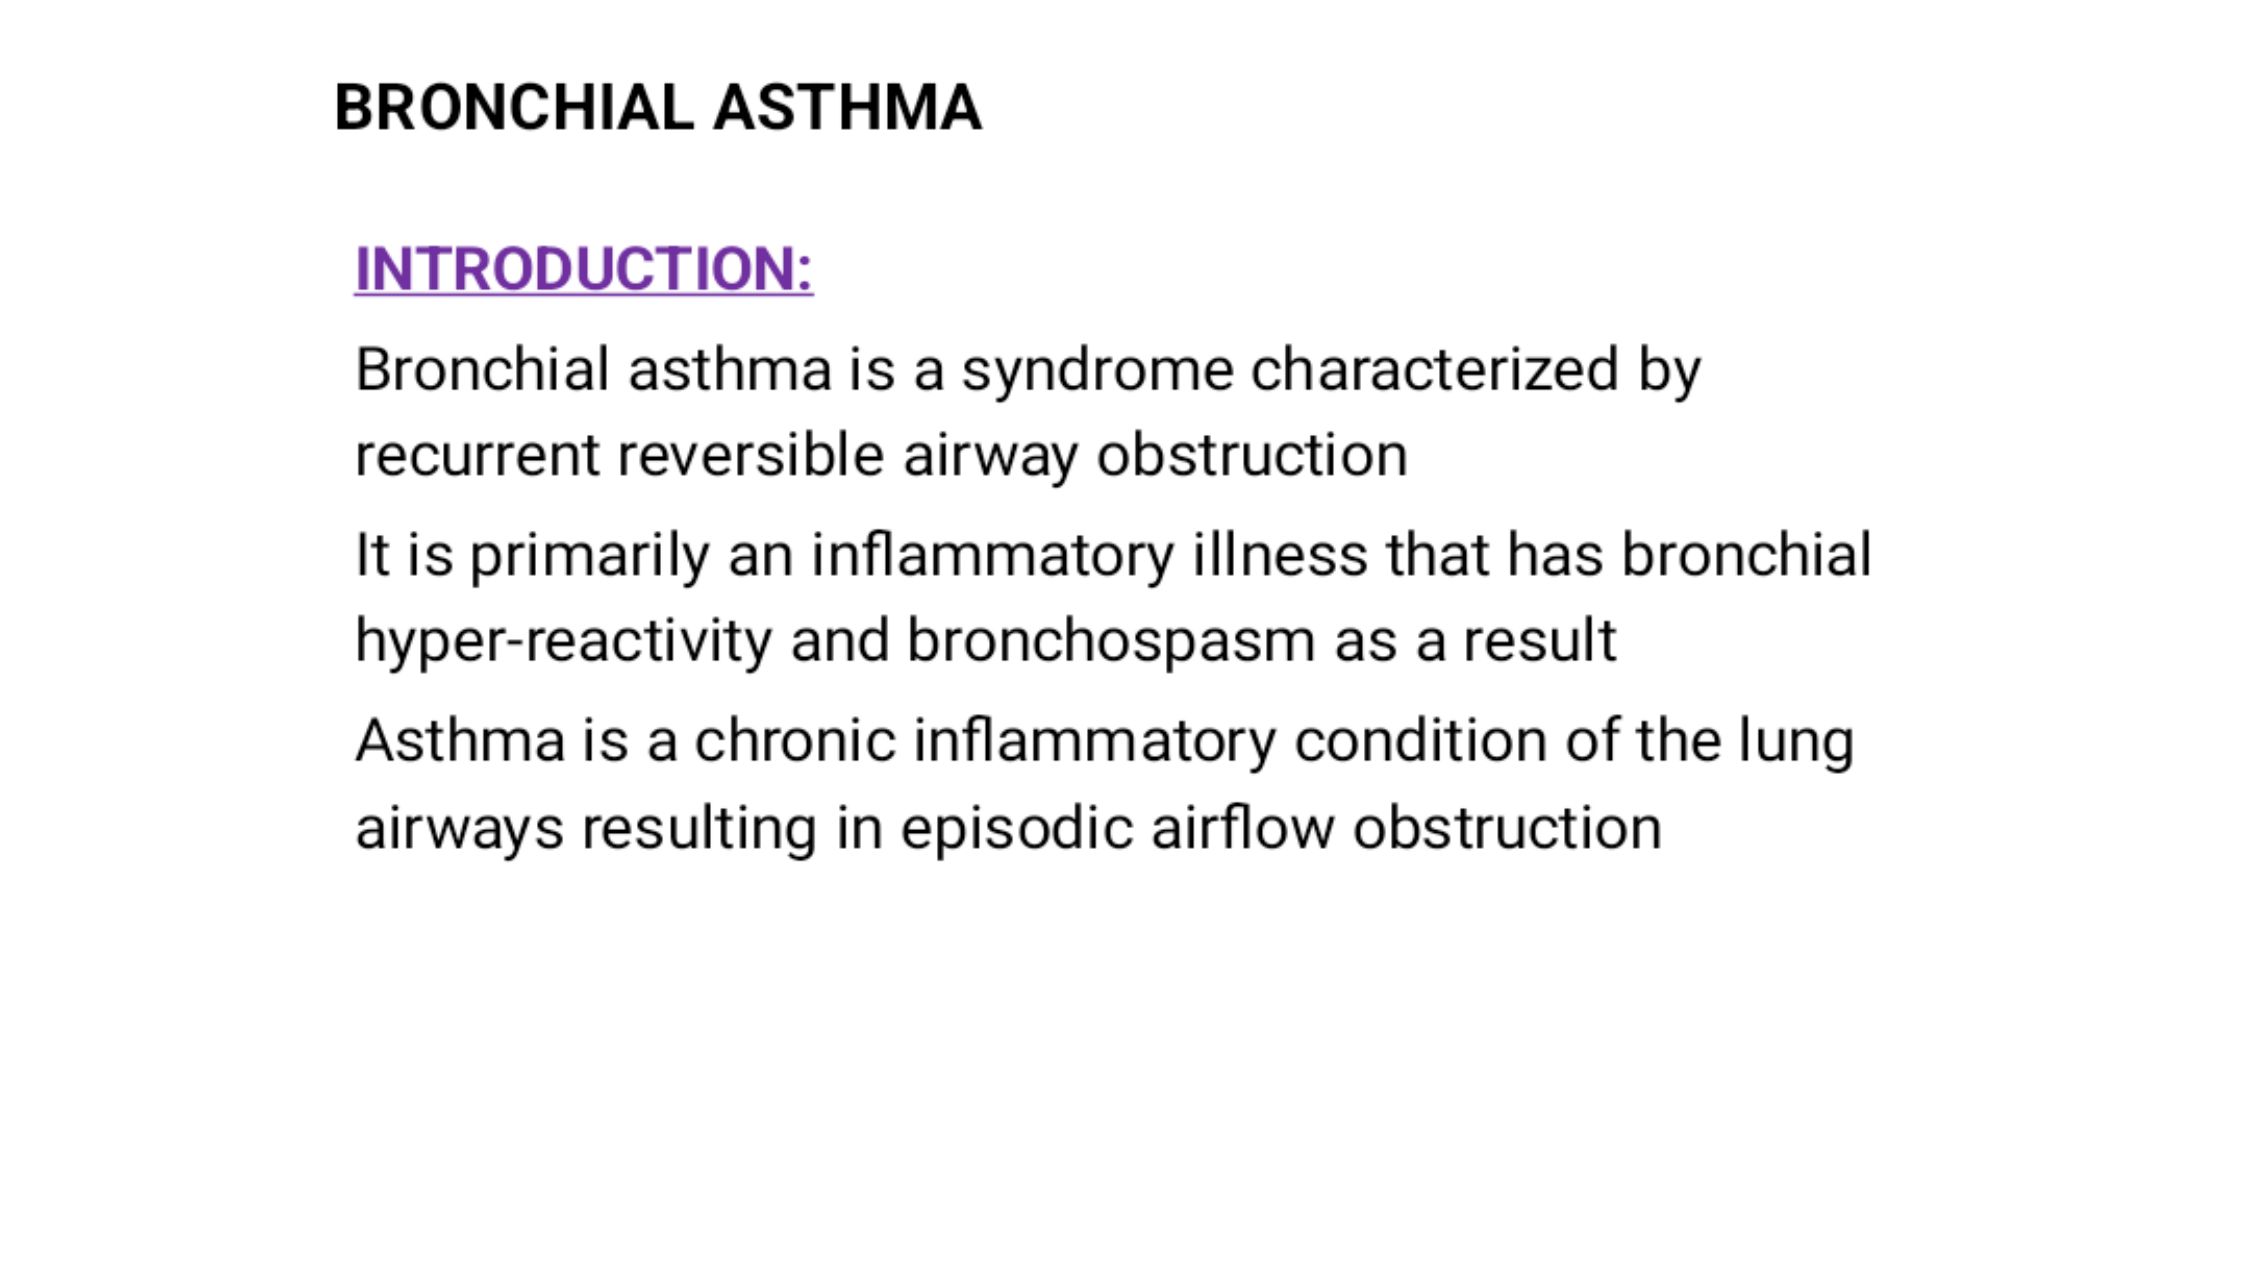 BRONCHIAL ASTHMA
INTRODUCTION:
Bronchial asthma is a syndrome characterized by
recurrent reversible airway obstruction
It is primarily an inflammatory illness that has bronchial
hyper-reactivity and bronchospasm as a result
Asthma is a chronic inflammatory condition of the lung
airways resulting in episodic airflow obstruction